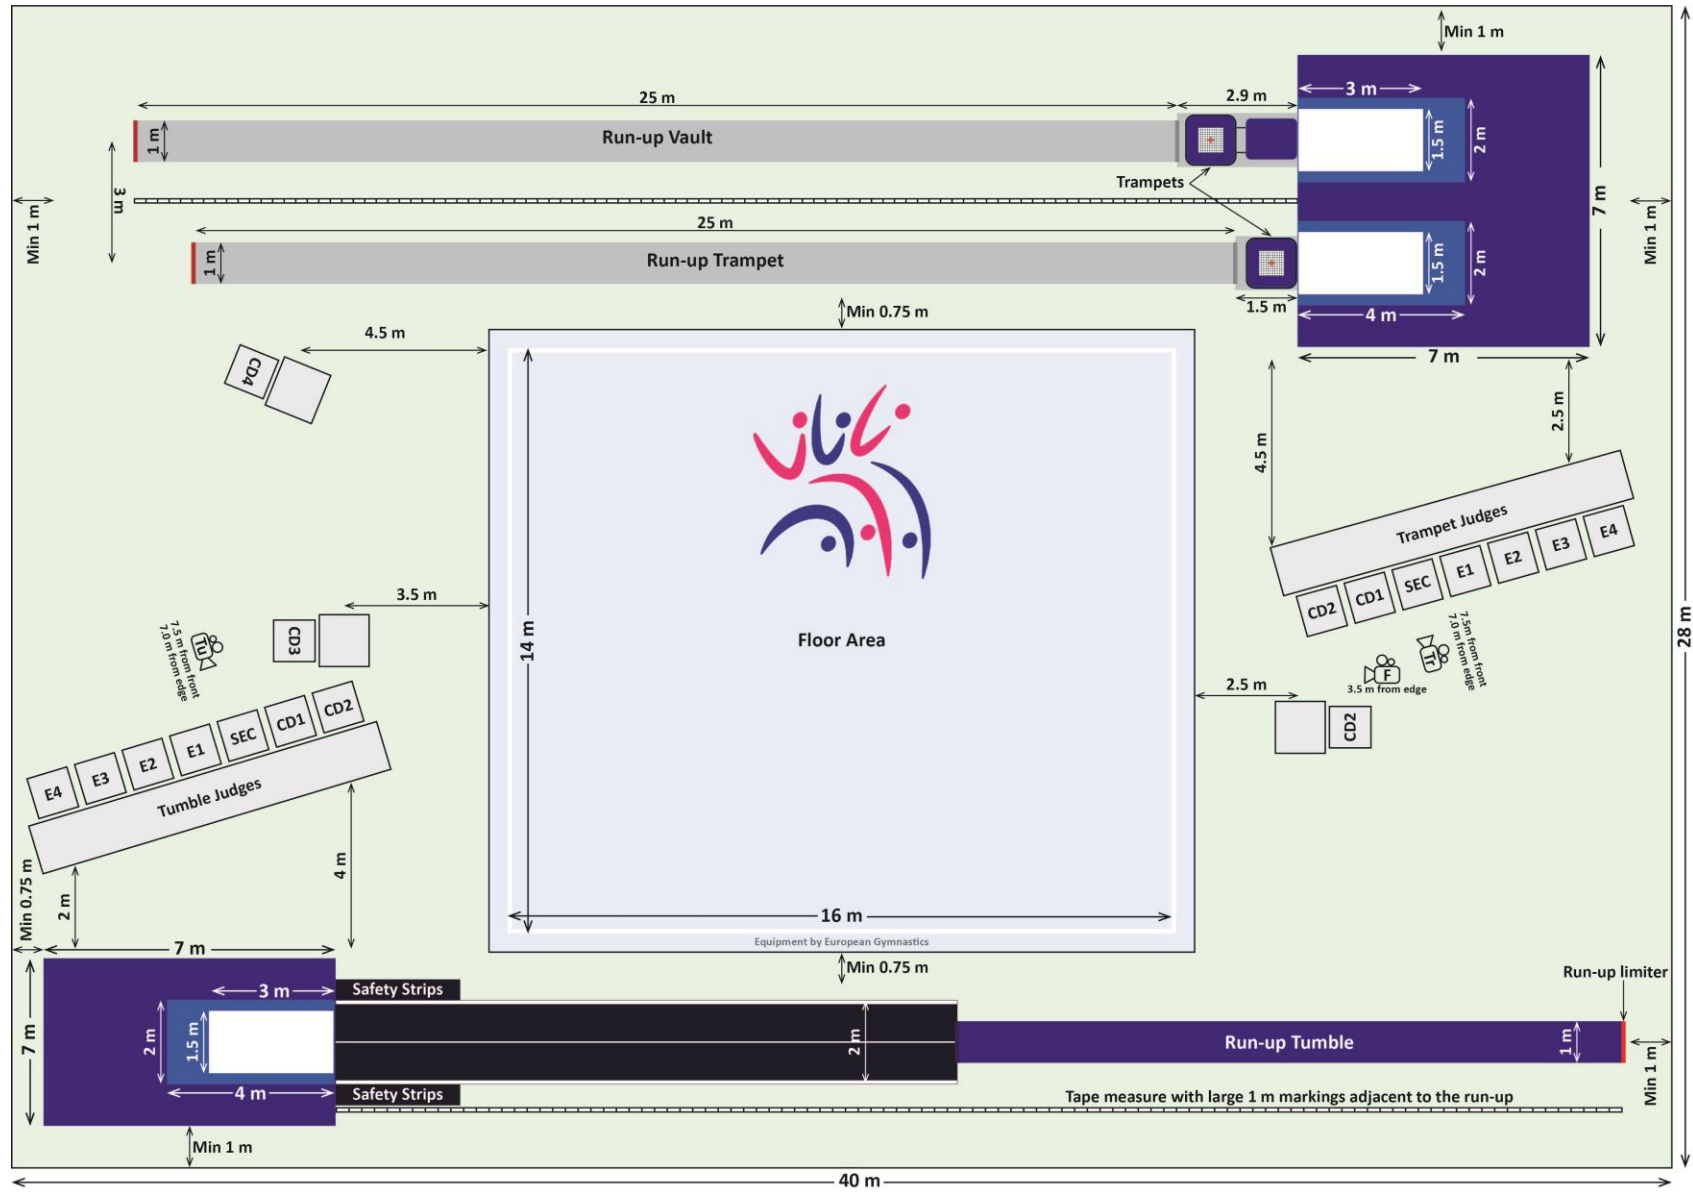 Min 1 m
25 m
2.9 m
3 m
Run-up Vault
1 m
1.5 m
2 m
Trampets
3 m
Min 1 m
7 m
Min 1 m
25 m
Run-up Trampet
1 m
1.5 m
2 m
1.5 m
4 m
Min 0.75 m
7 m
4.5 m
CD4
2.5 m
4.5 m
Trampet Judges
CD2
CD1
SEC
E1
E2
E3
E4
3.5 m
CD3
Tu
7.5 m from front
7.0 m from edge
14 m
Floor Area
28 m
Tr
7.5m from front
7.0 m from edge
F
3.5 m from edge
2.5 m
CD2
E4
E3
E2
E1
SEC
CD1
CD2
Tumble Judges
Min 0.75 m
2 m
4 m
16 m
Equipment by European Gymnastics
7 m
Min 0.75 m
Run-up limiter
Safety Strips
3 m
7 m
2 m
1.5 m
2 m
Run-up Tumble
1 m
Min 1 m
4 m
Safety Strips
Tape measure with large 1 m markings adjacent to the run-up
Min 1 m
40 m